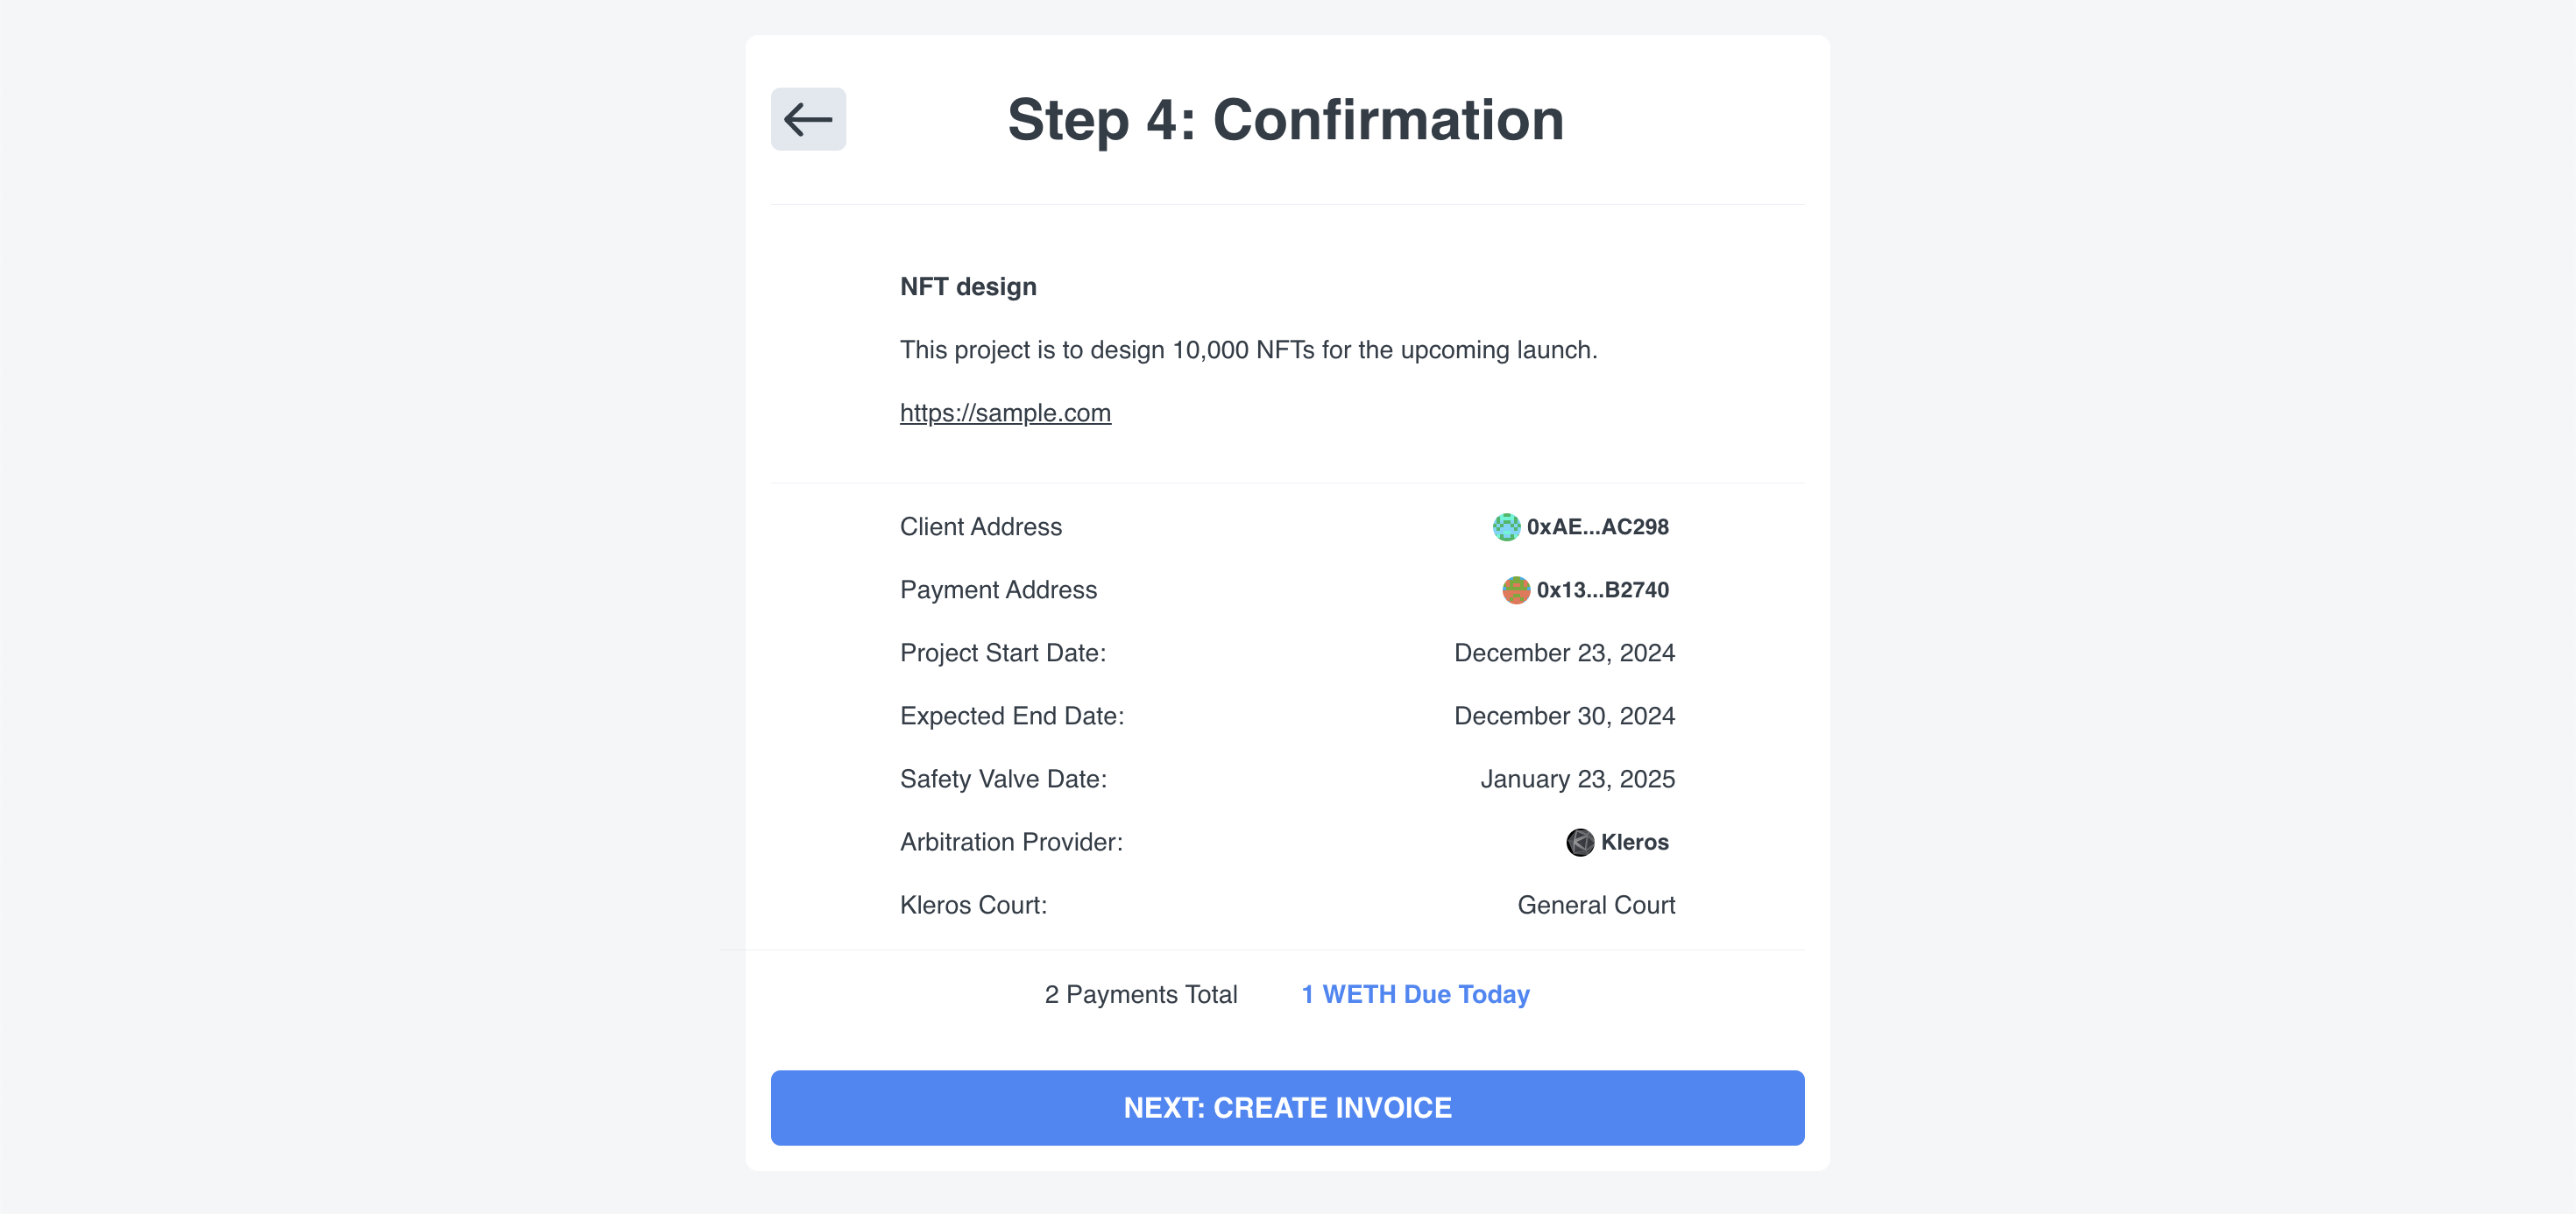 Step 4: Confirmation
NFT design
This project is to design 10,000 NFTs for the upcoming launch.
https://sample.com
Client Address 0xAE...AC298
Payment Address 0x13...B2740
Project Start Date: December 23, 2024
Expected End Date: December 30, 2024
Safety Valve Date: January 23, 2025
Arbitration Provider: Kleros
Kleros Court: General Court
2 Payments Total 1 WETH Due Today
NEXT: CREATE INVOICE